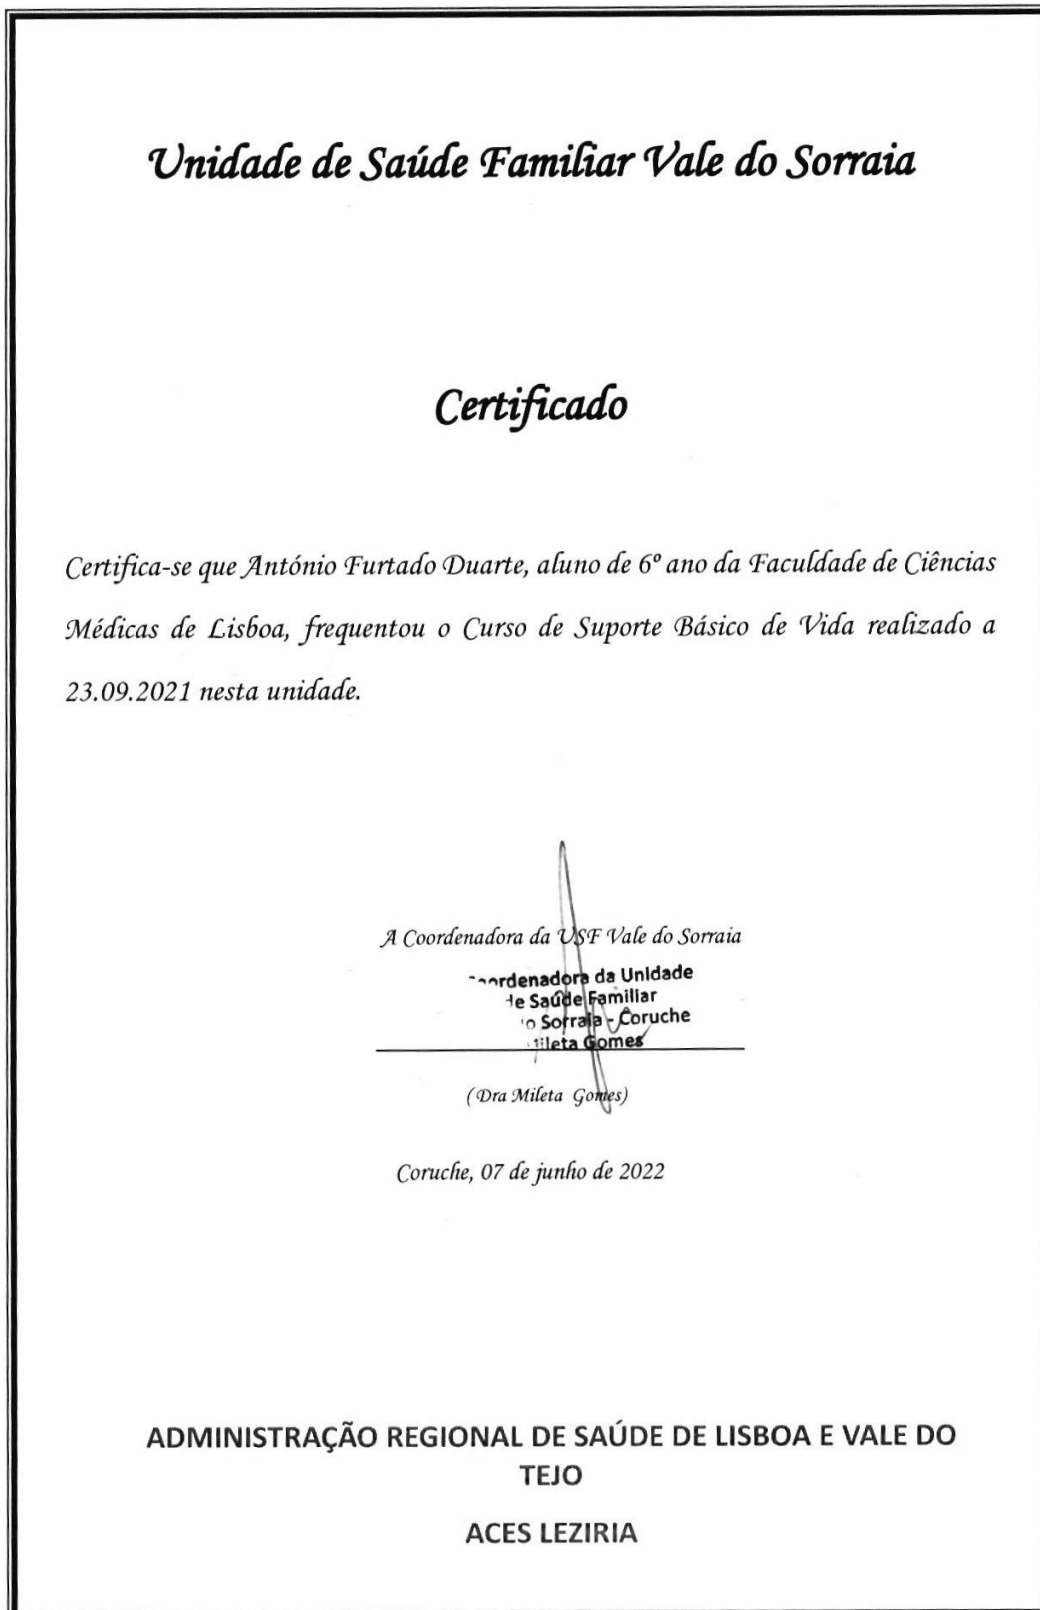 Unidade de Saúde Familiar Vale do Sorraia
Certificado
Certifica-se que António Furtado Duarte, aluno de 6º ano da Faculdade de Ciências
Médicas de Lisboa, frequentou o Curso de Suporte Básico de Vida realizado a
23.09.2021 nesta unidade.
A Coordenadora da USF Vale do Sorraia
da Unidade
Saúde Familiar
Sorraia - Coruche
Gomes
(Dra Mileta Gomes)
Coruche, 07 de junho de 2022
ADMINISTRAÇÃO REGIONAL DE SAÚDE DE LISBOA E VALE DO
TEJO
ACES LEZIRIA